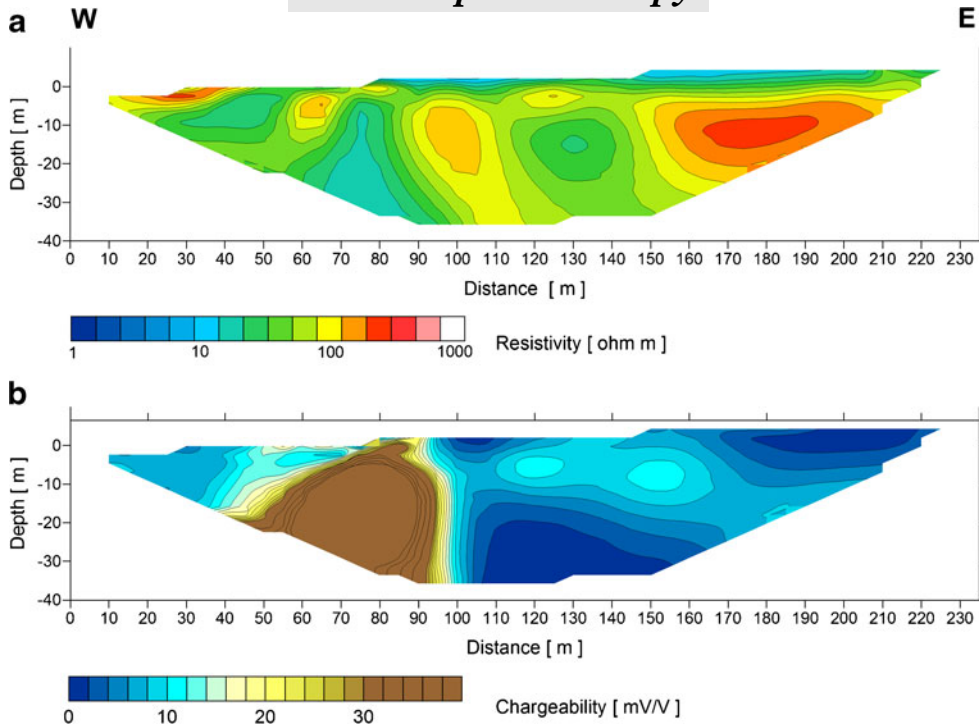 a W E
0
-10
-20
-30
-40
Depth [ m ]
0 10 20 30 40 50 60 70 80 90 100 110 120 130 140 150 160 170 180 190 200 210 220 230
Distance [ m ]
1 10 100 1000
Resistivity [ ohm m ]
b
0
-10
-20
-30
-40
Depth [ m ]
0 10 20 30 40 50 60 70 80 90 100 110 120 130 140 150 160 170 180 190 200 210 220 230
Distance [ m ]
0 10 20 30
Chargeability [ mV/V ]